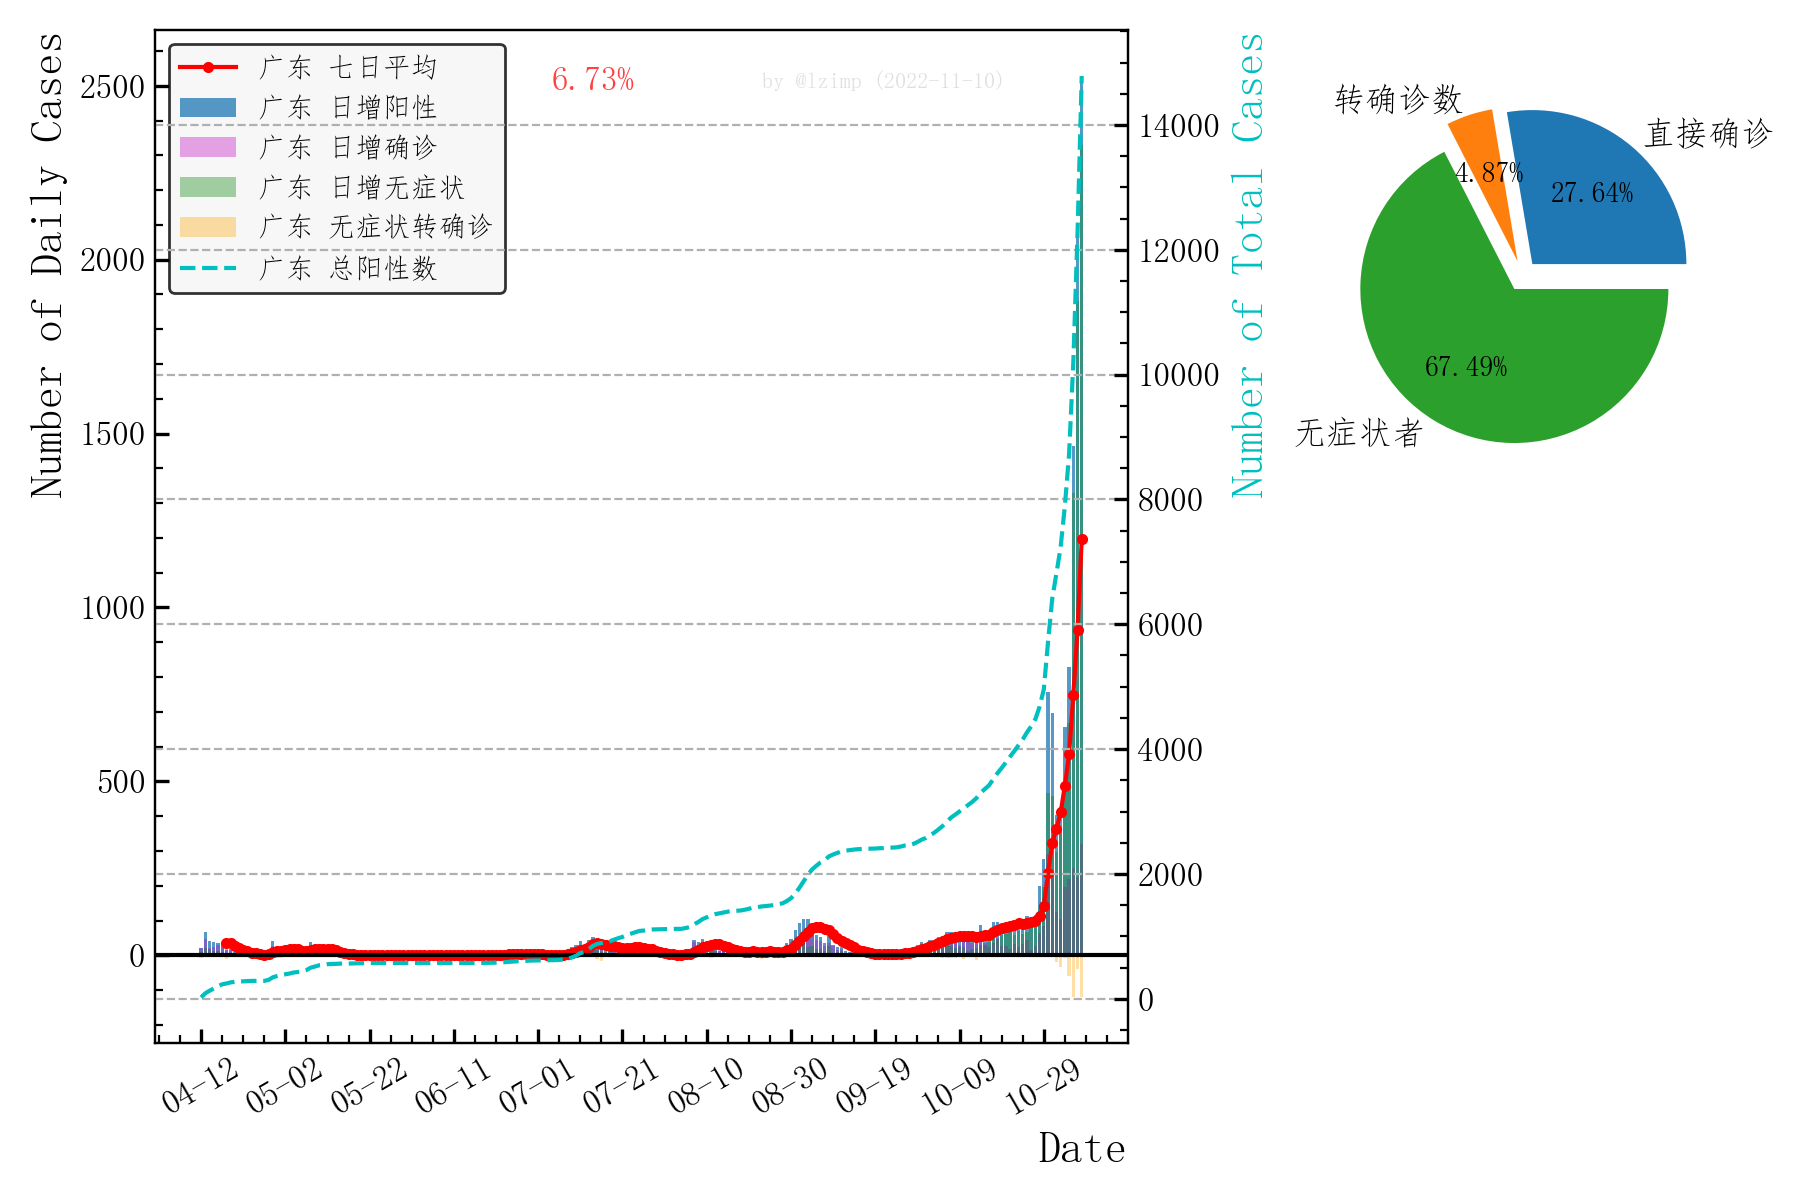 广东 七日平均
广东 日增阳性
广东 日增确诊
广东 日增无症状
广东 无症状转确诊
广东 总阳性数
6.73%
by @lzimp (2022-11-10)
Number of Daily Cases
2500
2000
1500
1000
500
0
14000
12000
10000
8000
6000
4000
2000
0
Number of Total Cases
04-12
05-02
05-22
06-11
07-01
07-21
08-10
08-30
09-19
10-09
10-29
Date
转确诊数
直接确诊
4.87%
27.64%
67.49%
无症状者